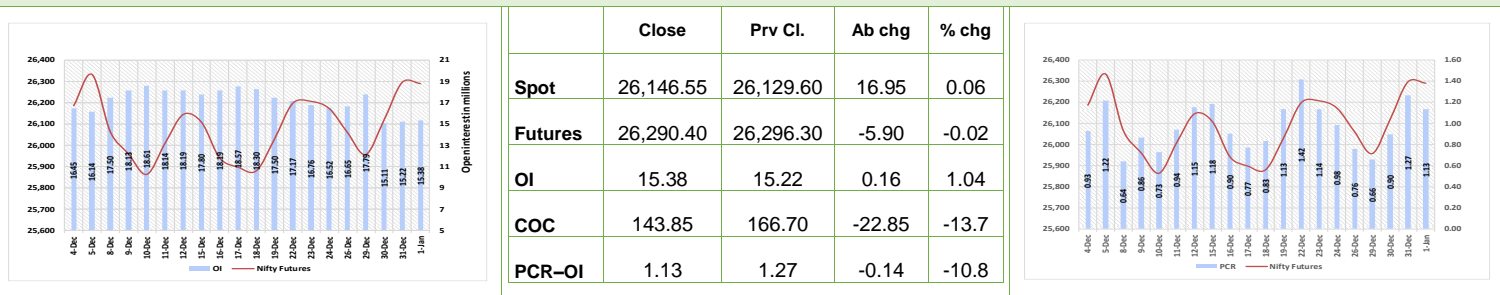 26,400
26,300
26,200
26,100
26,000
25,900
25,800
25,700
25,600
21
19
17
15
13
11
9
7
5
Open Interest in millions
16.45 16.14 17.50 18.13 18.61 18.14 18.19 17.80 18.19 18.57 18.30 17.50 17.17 16.76 16.52 16.65 17.79 15.11 15.22 15.38
4-Dec 5-Dec 8-Dec 9-Dec 10-Dec 11-Dec 12-Dec 15-Dec 16-Dec 17-Dec 18-Dec 19-Dec 22-Dec 23-Dec 24-Dec 26-Dec 29-Dec 30-Dec 31-Dec 1-Jan
OI Nifty Futures
Close Prv Cl. Ab chg % chg
Spot 26,146.55 26,129.60 16.95 0.06
Futures 26,290.40 26,296.30 -5.90 -0.02
OI 15.38 15.22 0.16 1.04
COC 143.85 166.70 -22.85 -13.7
PCR–OI 1.13 1.27 -0.14 -10.8
26,400
26,300
26,200
26,100
26,000
25,900
25,800
25,700
25,600
1.60
1.40
1.20
1.00
0.80
0.60
0.40
0.20
0.00
0.93 1.22 0.64 0.86 0.73 0.94 1.15 1.18 0.90 0.77 0.83 1.13 1.42 1.14 0.98 0.76 0.66 0.90 1.27 1.13
4-Dec 5-Dec 8-Dec 9-Dec 10-Dec 11-Dec 12-Dec 15-Dec 16-Dec 17-Dec 18-Dec 19-Dec 22-Dec 23-Dec 24-Dec 26-Dec 29-Dec 30-Dec 31-Dec 1-Jan
PCR Nifty Futures